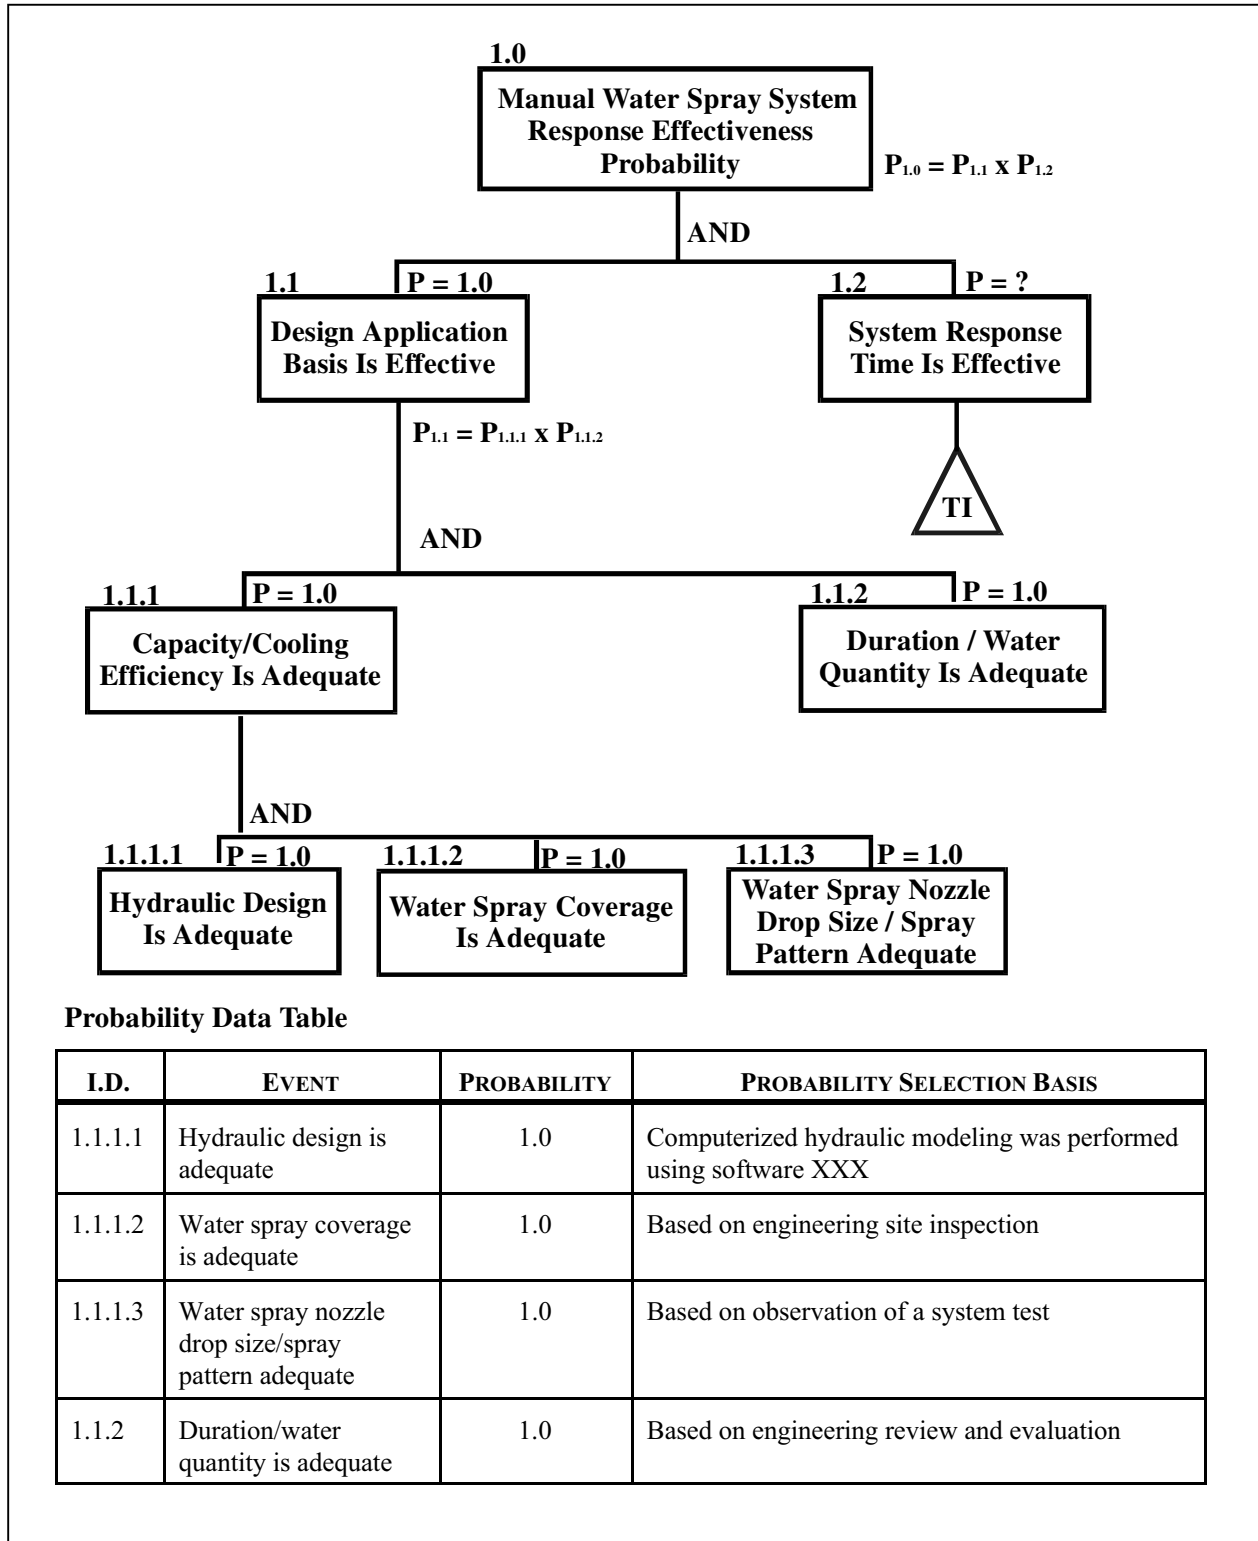 1.0
Manual Water Spray System
Response Effectiveness
Probability
P1.0 = P1.1 x P1.2
AND
1.1
P = 1.0
1.2
P = ?
Design Application
Basis Is Effective
System Response
Time Is Effective
P1.1 = P1.1.1 x P1.1.2
TI
AND
1.1.1
P = 1.0
1.1.2
P = 1.0
Capacity/Cooling
Efficiency Is Adequate
Duration / Water
Quantity Is Adequate
AND
1.1.1.1
P = 1.0
1.1.1.2
P = 1.0
1.1.1.3
P = 1.0
Hydraulic Design
Is Adequate
Water Spray Coverage
Is Adequate
Water Spray Nozzle
Drop Size / Spray
Pattern Adequate
Probability Data Table
I.D. EVENT PROBABILITY PROBABILITY SELECTION BASIS
1.1.1.1 Hydraulic design is 1.0 Computerized hydraulic modeling was performed
adequate using software XXX
1.1.1.2 Water spray coverage 1.0 Based on engineering site inspection
is adequate
1.1.1.3 Water spray nozzle 1.0 Based on observation of a system test
drop size/spray
pattern adequate
1.1.2 Duration/water 1.0 Based on engineering review and evaluation
quantity is adequate